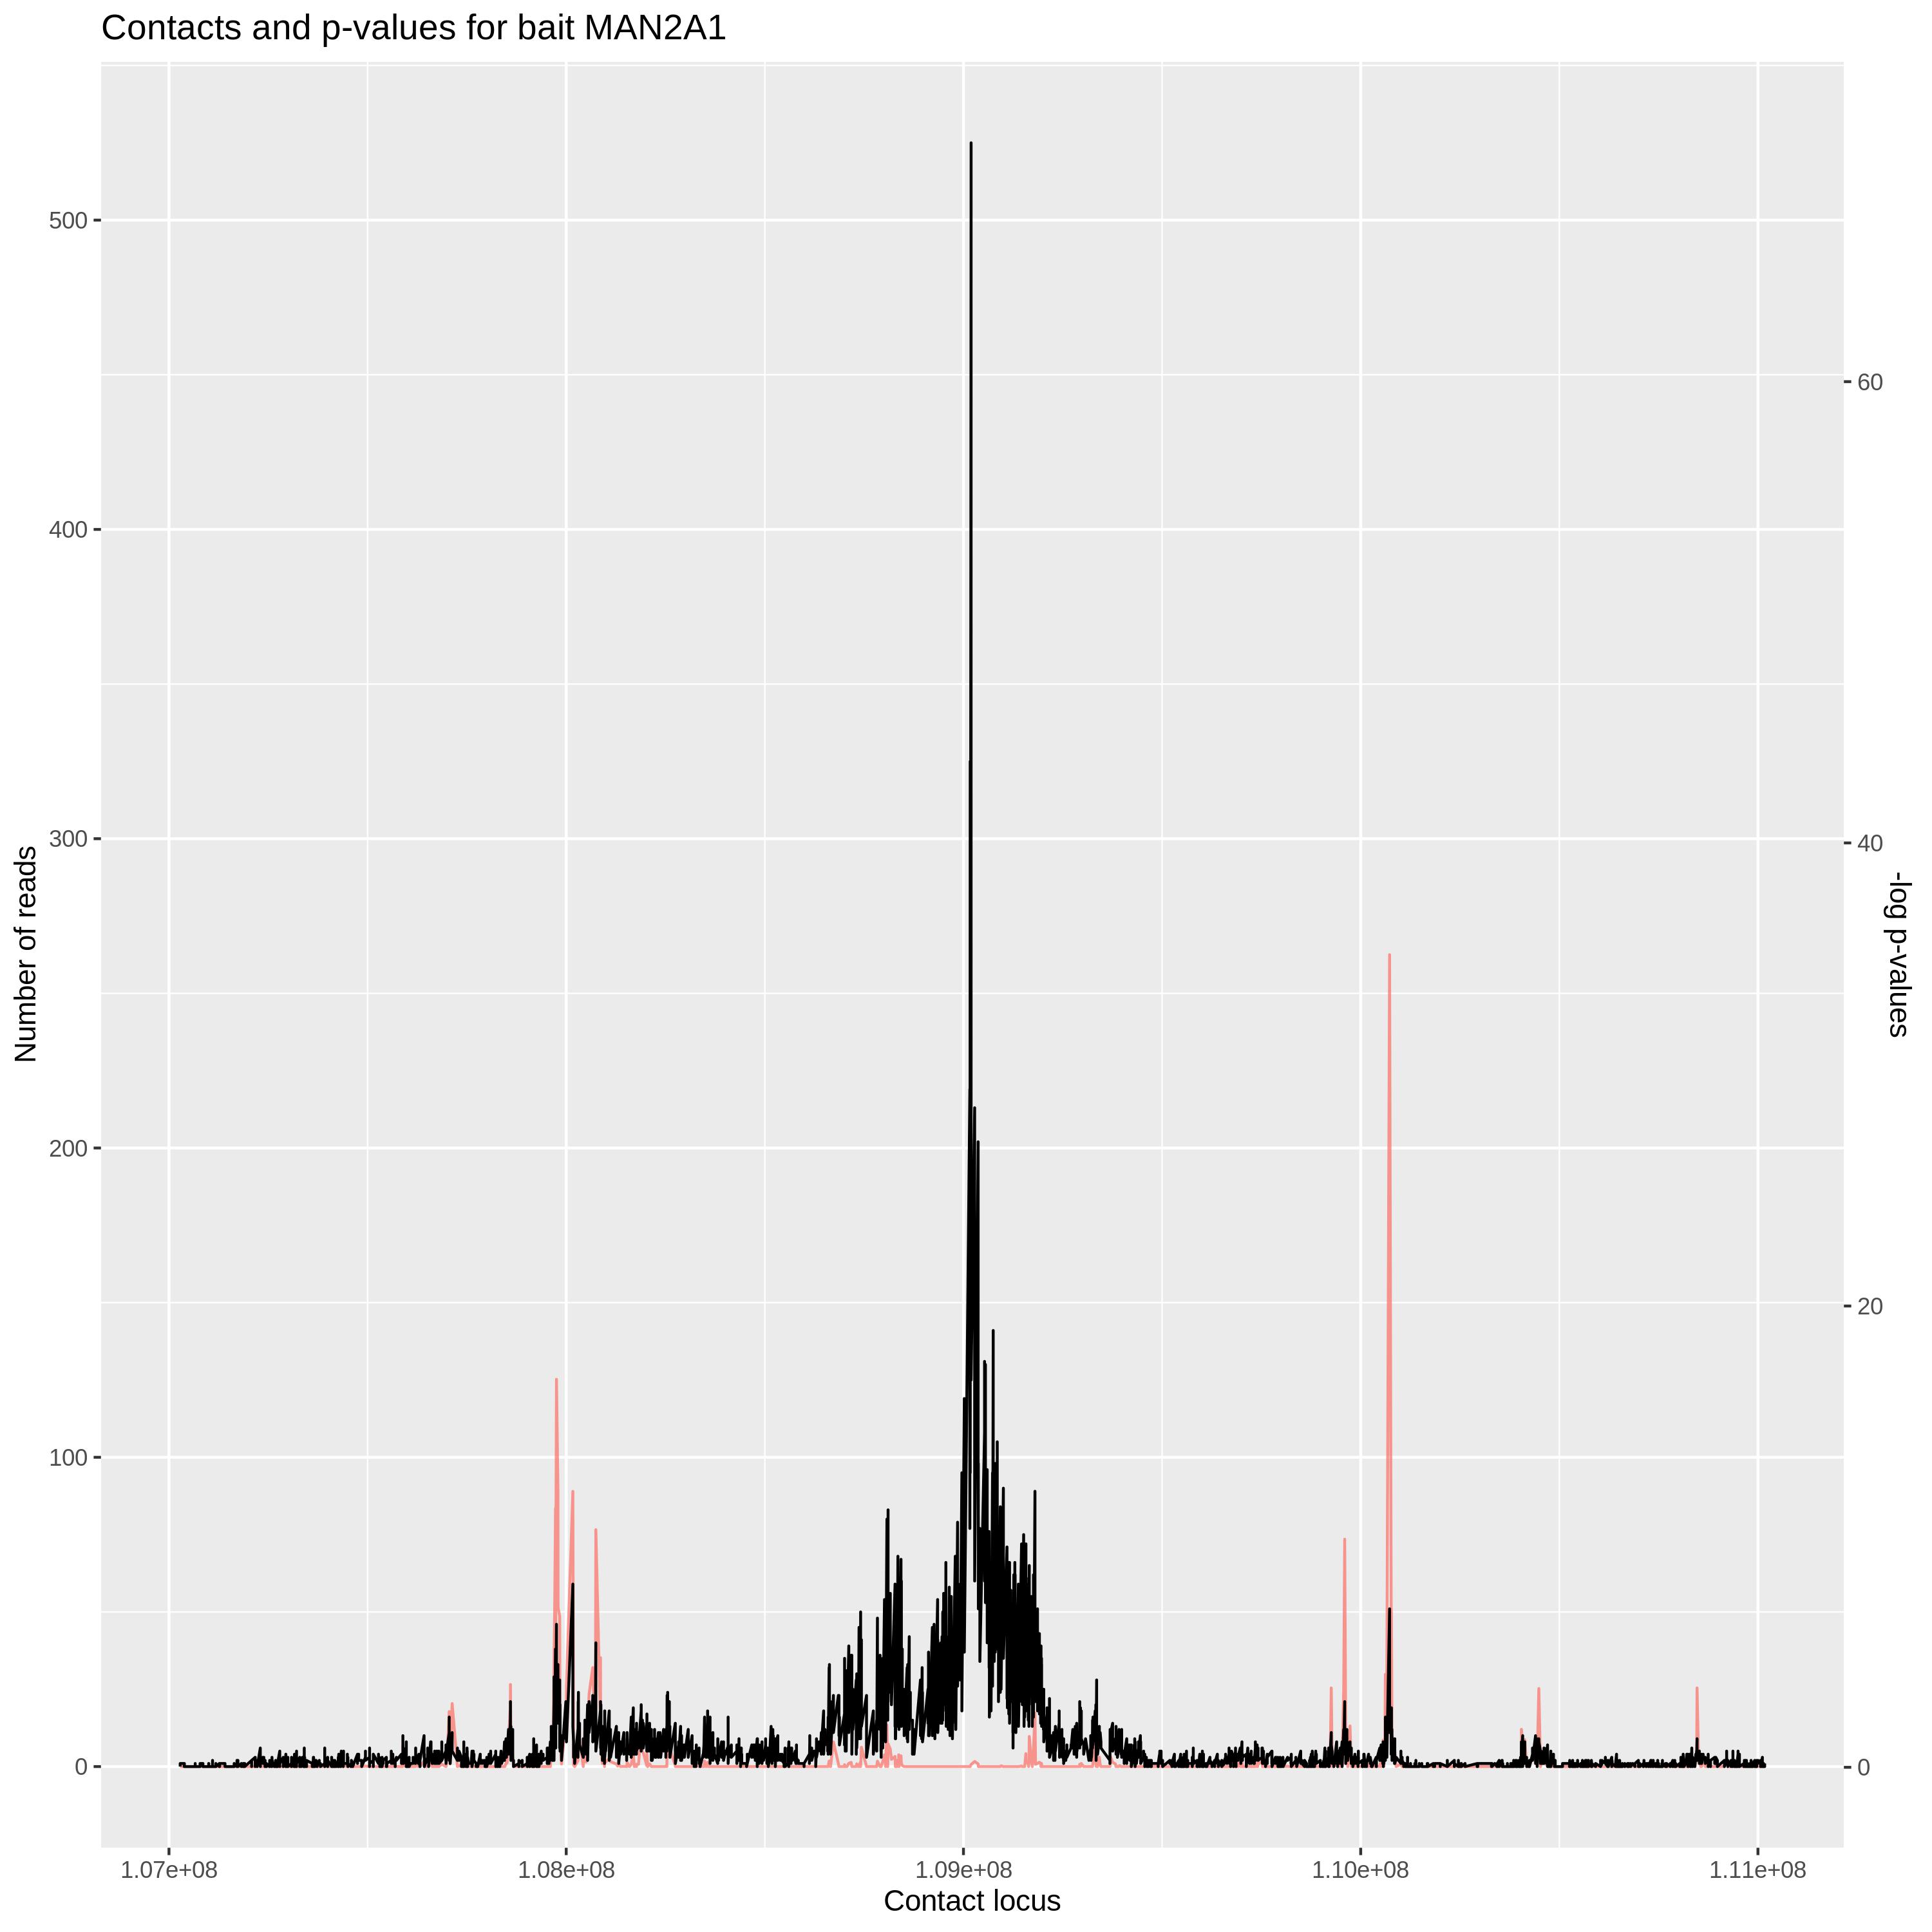 Contacts and p-values for bait MAN2A1
500
400
300
200
100
0
Number of reads
60
40
20
0
-log p-values
1.07e+08 1.08e+08 1.09e+08 1.10e+08 1.11e+08
Contact locus